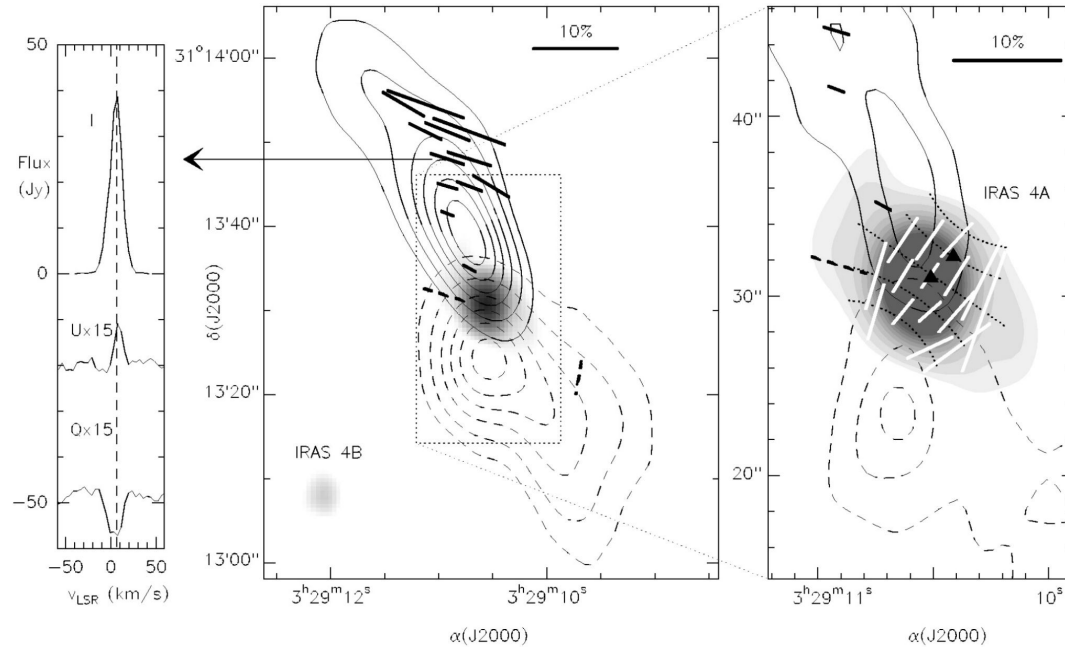 50
I
Flux
(Jy)
0
U×15
Q×15
−50
−50 0 50
v_LSR (km/s)
31°14'00''
13'40''
13'20''
13'00''
δ(J2000)
10%
IRAS 4B
3ʰ29ᵐ12ˢ 3ʰ29ᵐ10ˢ
α(J2000)
10%
40''
IRAS 4A
30''
20''
3ʰ29ᵐ11ˢ 10ˢ
α(J2000)